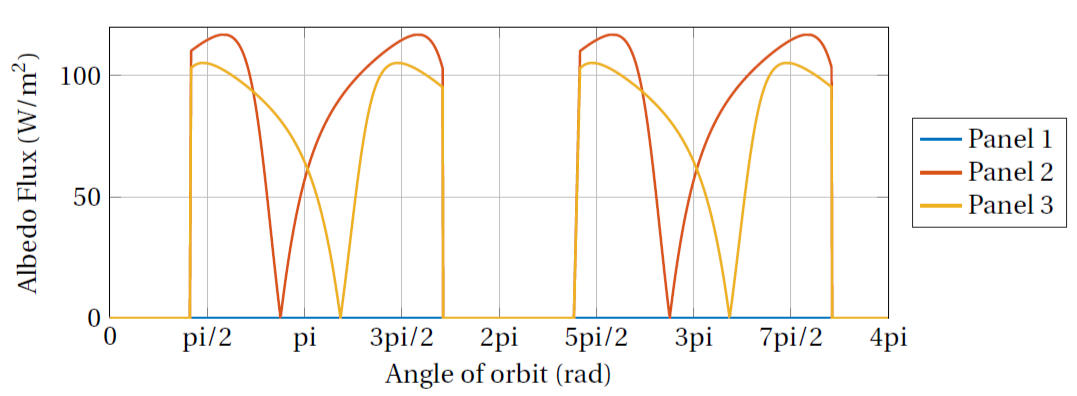 Albedo Flux (W/m²)
100
50
0
0 pi/2 pi 3pi/2 2pi 5pi/2 3pi 7pi/2 4pi
Angle of orbit (rad)
Panel 1
Panel 2
Panel 3